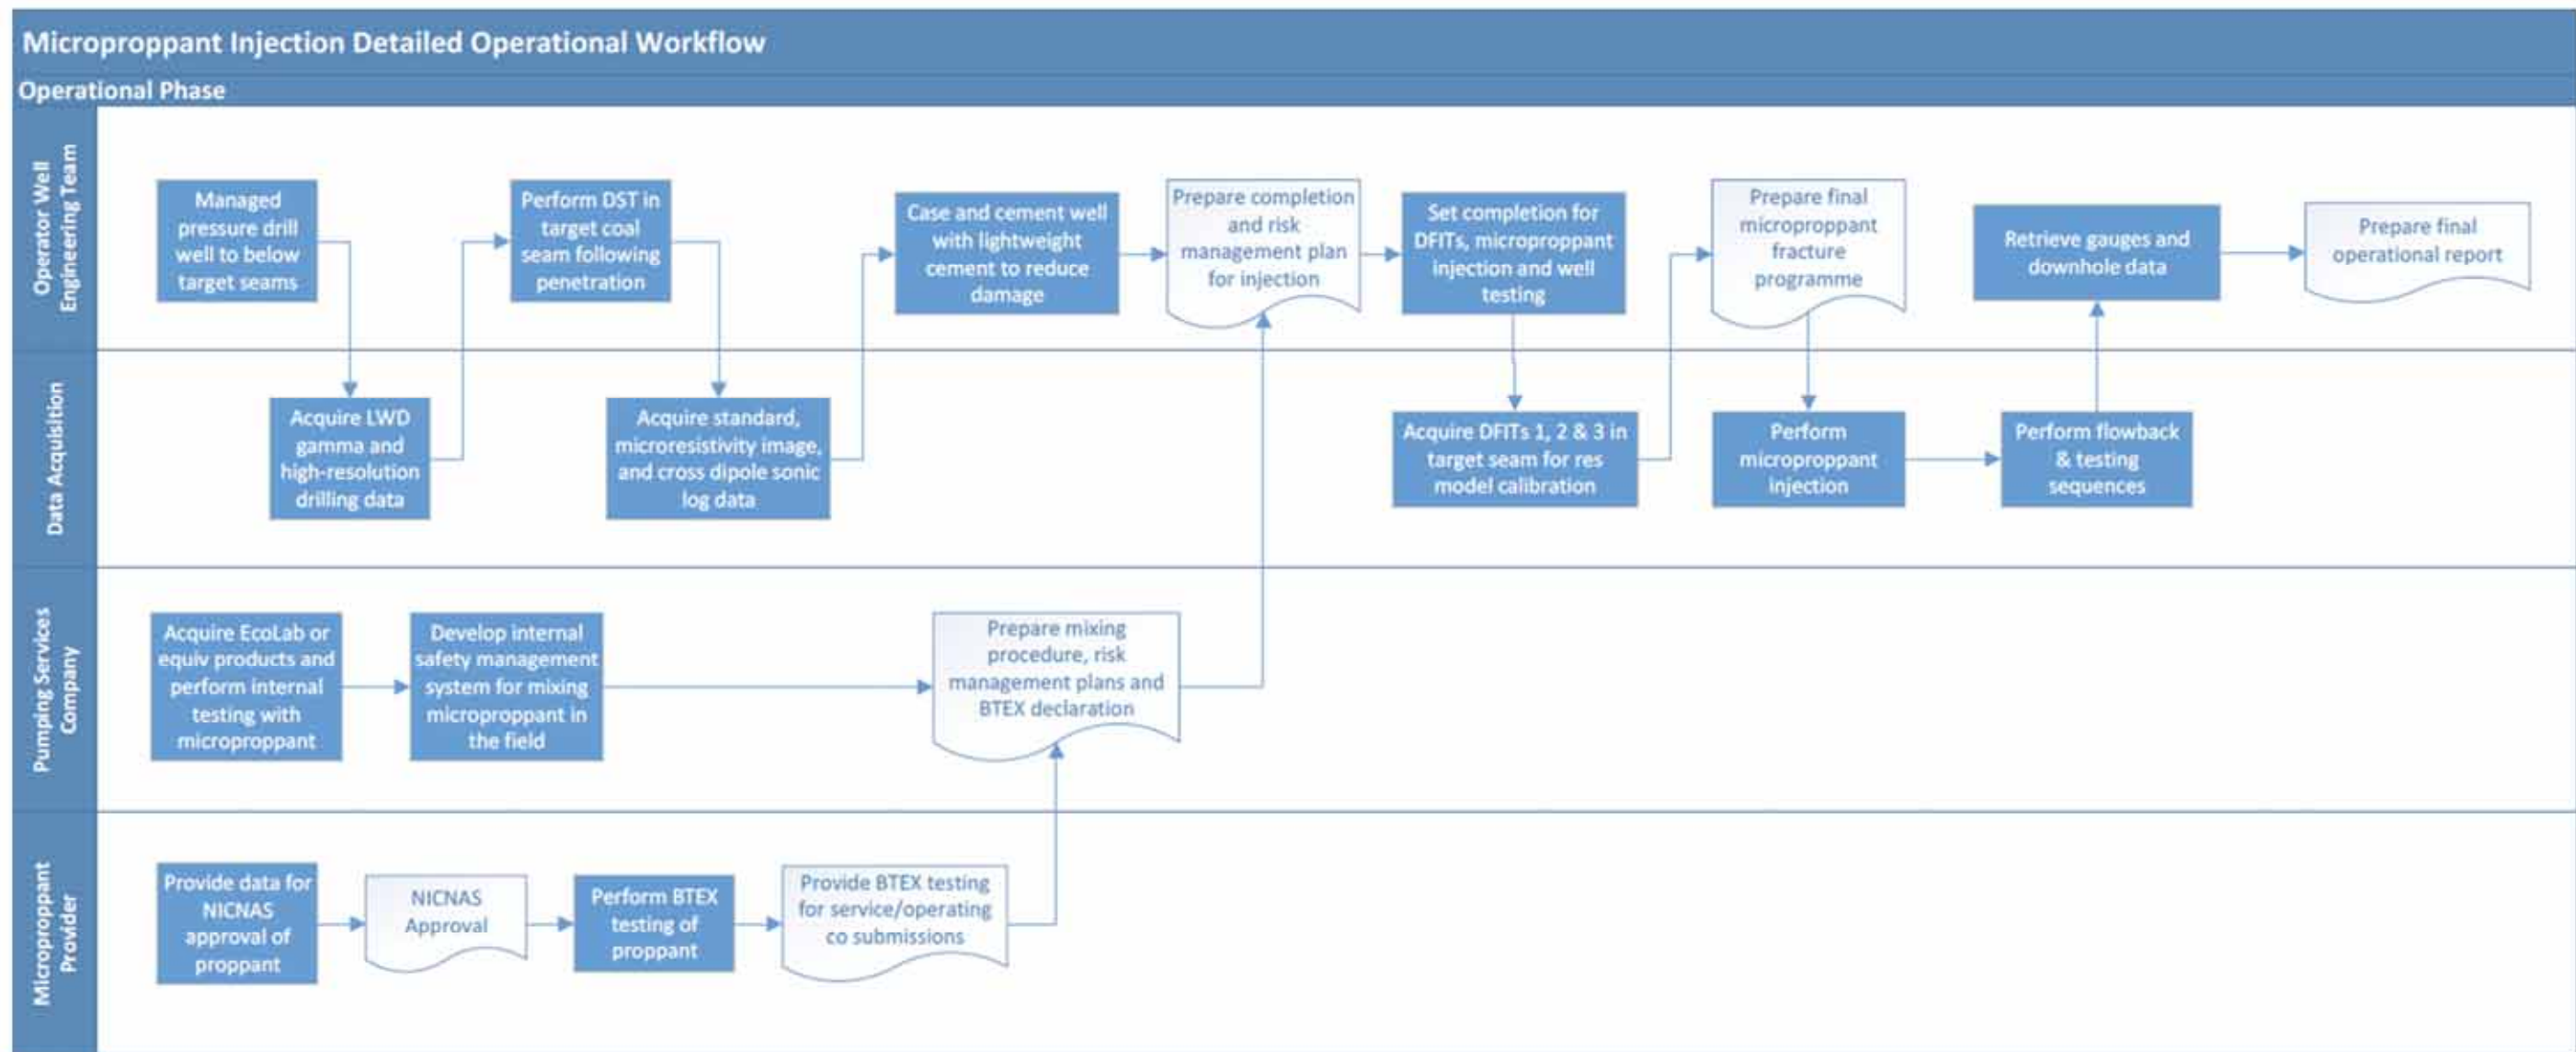 Microproppant Injection Detailed Operational Workflow
Operational Phase
Operator Well
Engineering Team
Managed
pressure drill
well to below
target seams
Perform DST in
target coal
seam following
penetration
Case and cement well
with lightweight
cement to reduce
damage
Prepare completion
and risk
management plan
for injection
Set completion for
DFITs, microproppant
injection and well
testing
Prepare final
microproppant
fracture
programme
Retrieve gauges and
downhole data
Prepare final
operational report
Data Acquisition
Acquire LWD
gamma and
high-resolution
drilling data
Acquire standard,
microresistivity image,
and cross dipole sonic
log data
Acquire DFITs 1, 2 & 3 in
target seam for res
model calibration
Perform
microproppant
injection
Perform flowback
& testing
sequences
Pumping Services
Company
Acquire EcoLab or
equiv products and
perform internal
testing with
microproppant
Develop internal
safety management
system for mixing
microproppant in
the field
Prepare mixing
procedure, risk
management plans and
BTEX declaration
Microproppant
Provider
Provide data for
NICNAS
approval of
proppant
NICNAS
Approval
Perform BTEX
testing of
proppant
Provide BTEX testing
for service/operating
co submissions